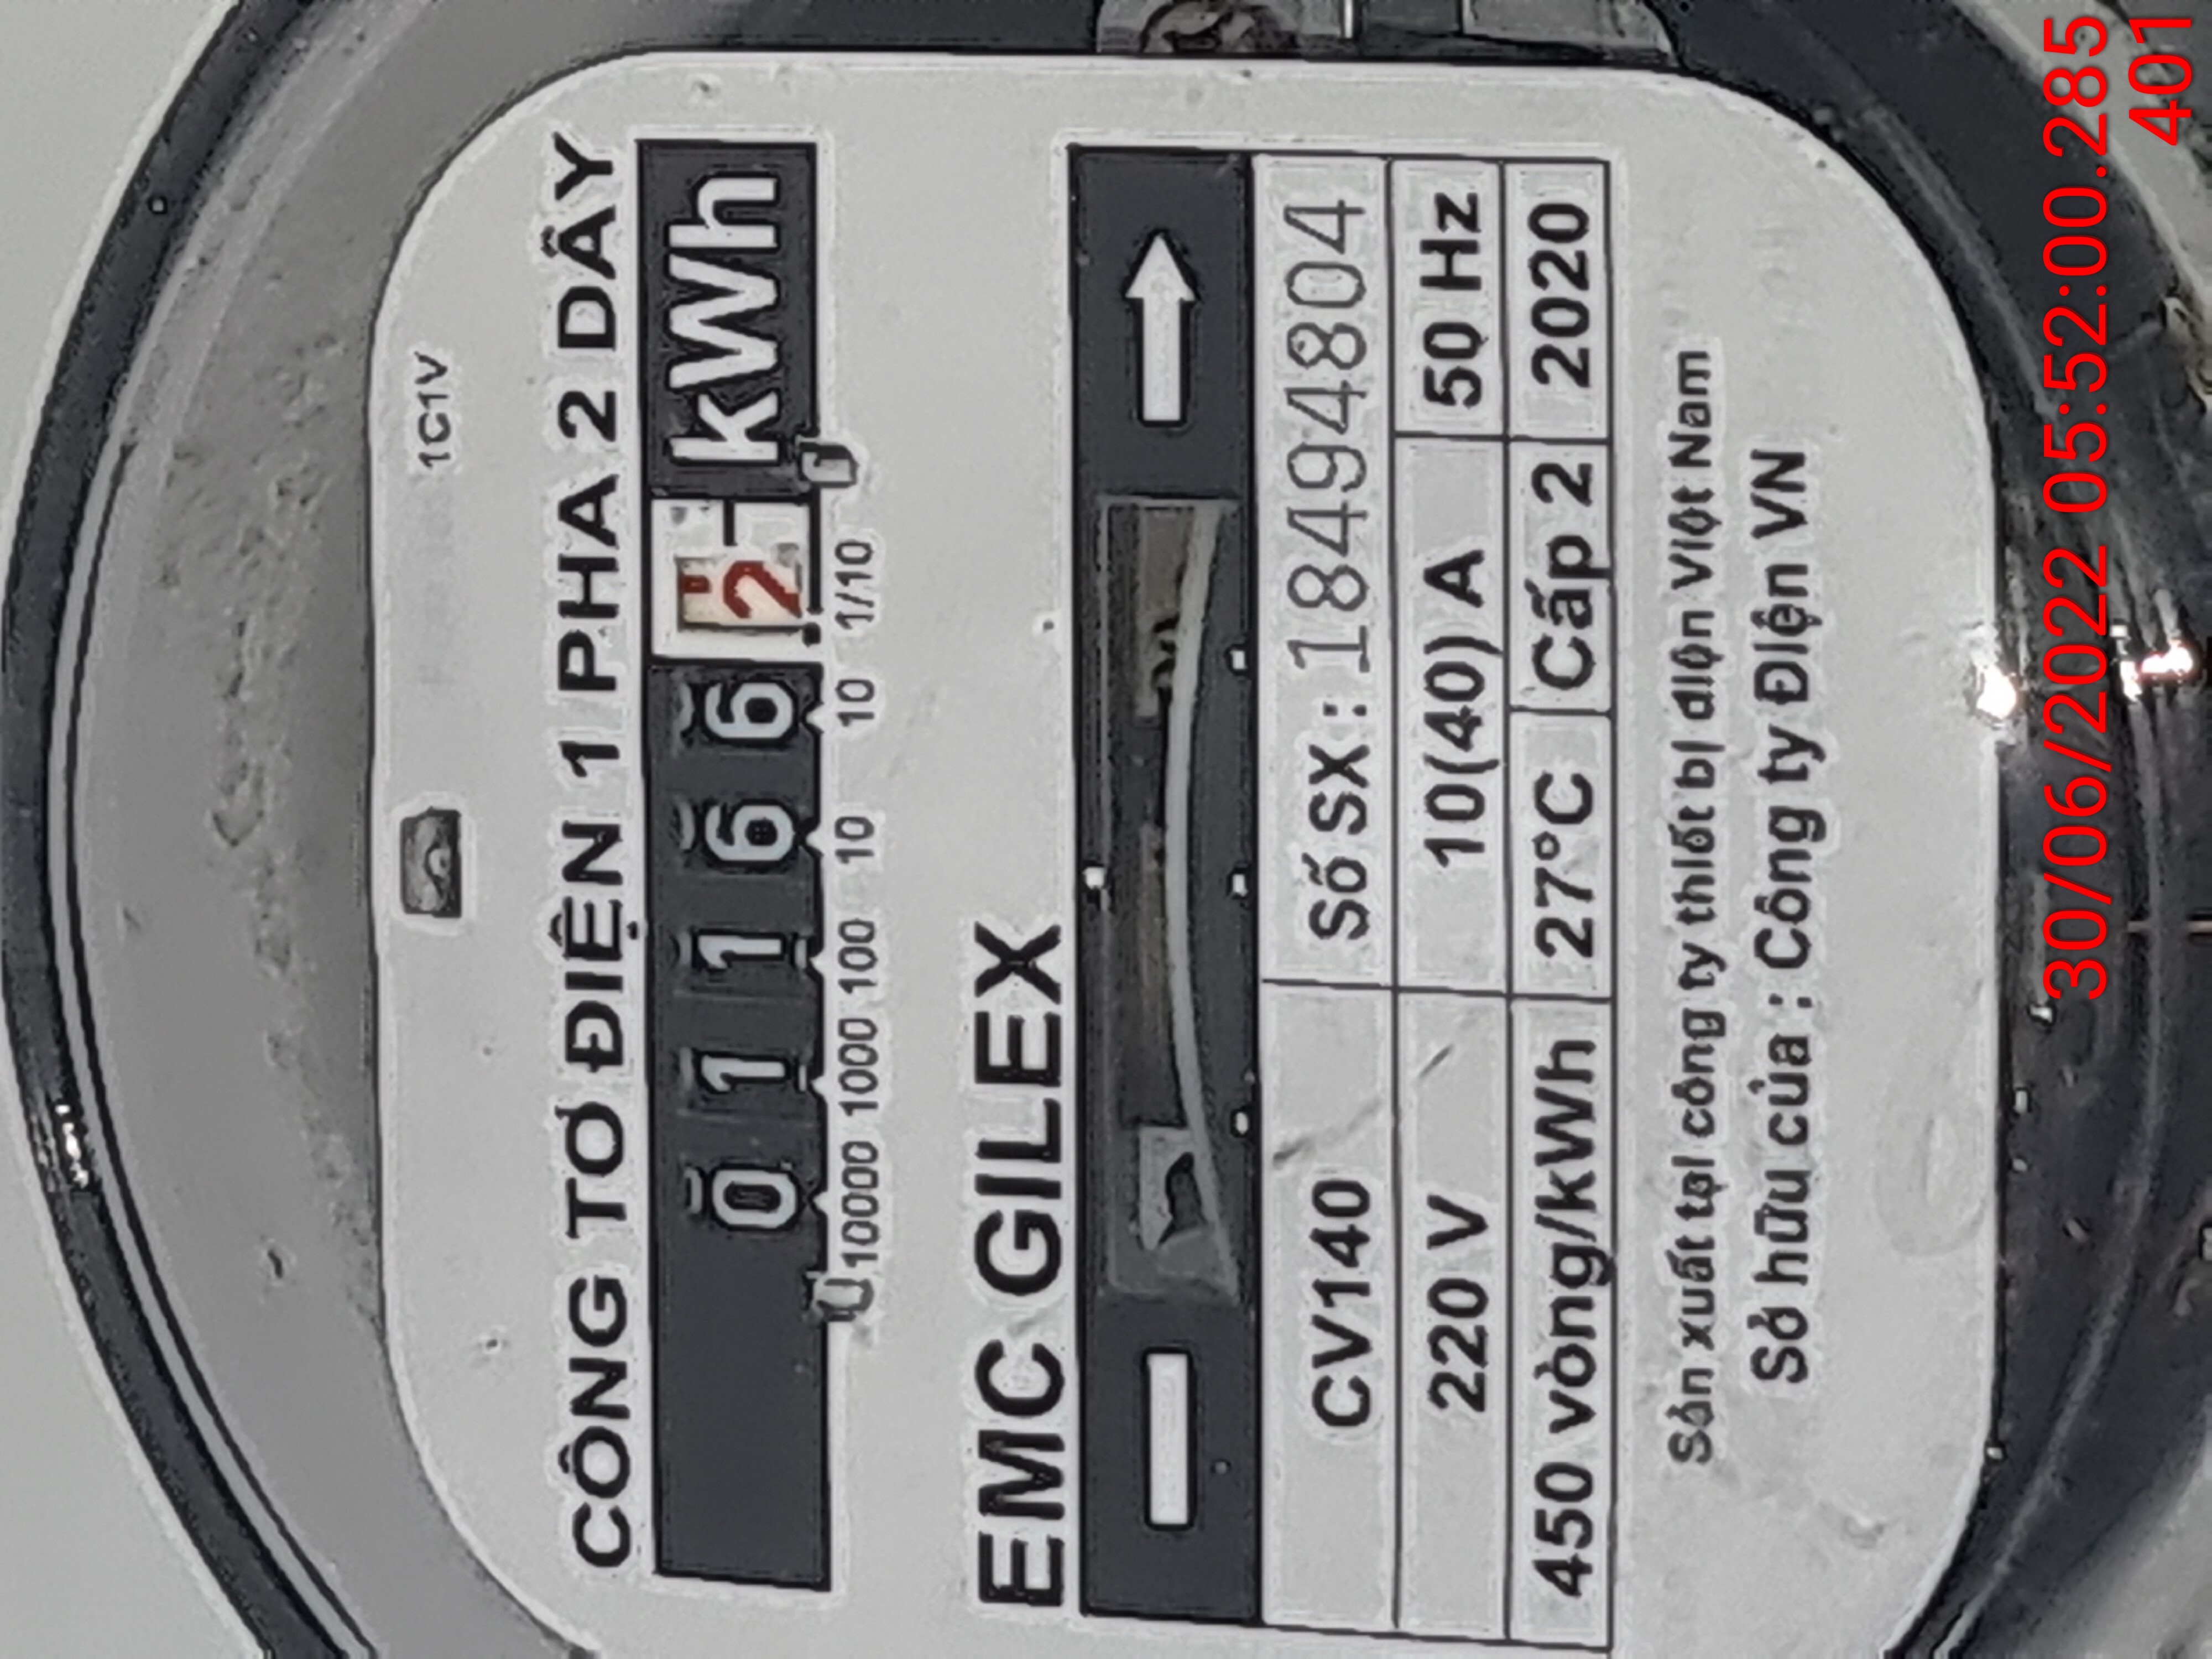 1C1V
CÔNG TƠ ĐIỆN 1 PHA 2 DÂY
0 1 1 6 6 2 kWh
10000 1000 100 10 10 1/10
EMC GILEX
CV140 Số SX: 18494804
220 V 10(40) A 50 Hz
450 vòng/kWh 27°C Cấp 2 2020
Sản xuất tại công ty thiết bị điện Việt Nam
Sở hữu của : Công ty Điện VN
30/06/2022 05:52:00.285
401